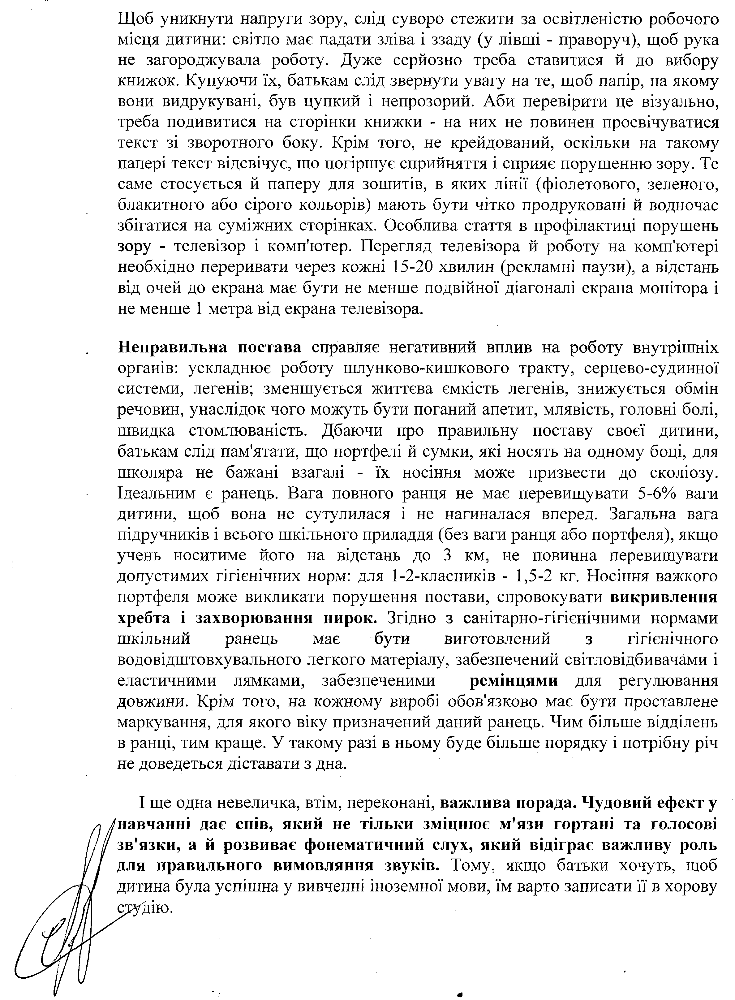 Щоб уникнути напруги зору, слід суворо стежити за освітленістю робочого
місця дитини: світло має падати зліва і ззаду (у лівші - праворуч), щоб рука
не загороджувала роботу. Дуже серйозно треба ставитися й до вибору
книжок. Купуючи їх, батькам слід звернути увагу на те, щоб папір, на якому
вони видрукувані, був цупкий і непрозорий. Аби перевірити це візуально,
треба подивитися на сторінки книжки - на них не повинен просвічуватися
текст зі зворотного боку. Крім того, не крейдований, оскільки на такому
папері текст відсвічує, що погіршує сприйняття і сприяє порушенню зору. Те
саме стосується й паперу для зошитів, в яких лінії (фіолетового, зеленого,
блакитного або сірого кольорів) мають бути чітко продруковані й водночас
збігатися на суміжних сторінках. Особлива стаття в профілактиці порушень
зору - телевізор і комп'ютер. Перегляд телевізора й роботу на комп'ютері
необхідно переривати через кожні 15-20 хвилин (рекламні паузи), а відстань
від очей до екрана має бути не менше подвійної діагоналі екрана монітора і
не менше 1 метра від екрана телевізора.
Неправильна постава справляє негативний вплив на роботу внутрішніх
органів: ускладнює роботу шлунково-кишкового тракту, серцево-судинної
системи, легенів; зменшується життєва ємкість легенів, знижується обмін
речовин, унаслідок чого можуть бути поганий апетит, млявість, головні болі,
швидка стомлюваність. Дбаючи про правильну поставу своєї дитини,
батькам слід пам'ятати, що портфелі й сумки, які носять на одному боці, для
школяра не бажані взагалі - їх носіння може призвести до сколіозу.
Ідеальним є ранець. Вага повного ранця не має перевищувати 5-6% ваги
дитини, щоб вона не сутулилася і не нагиналася вперед. Загальна вага
підручників і всього шкільного приладдя (без ваги ранця або портфеля), якщо
учень носитиме його на відстань до 3 км, не повинна перевищувати
допустимих гігієнічних норм: для 1-2-класників - 1,5-2 кг. Носіння важкого
портфеля може викликати порушення постави, спровокувати викривлення
хребта і захворювання нирок. Згідно з санітарно-гігієнічними нормами
шкільний ранець має бути виготовлений з гігієнічного
водовідштовхувального легкого матеріалу, забезпечений світловідбивачами і
еластичними лямками, забезпеченими ремінцями для регулювання
довжини. Крім того, на кожному виробі обов'язково має бути проставлене
маркування, для якого віку призначений даний ранець. Чим більше відділень
в ранці, тим краще. У такому разі в ньому буде більше порядку і потрібну річ
не доведеться діставати з дна.
І ще одна невеличка, втім, переконані, важлива порада. Чудовий ефект у
навчанні дає спів, який не тільки зміцнює м'язи гортані та голосові
зв'язки, а й розвиває фонематичний слух, який відіграє важливу роль
для правильного вимовляння звуків. Тому, якщо батьки хочуть, щоб
дитина була успішна у вивченні іноземної мови, їм варто записати її в хорову
студію.